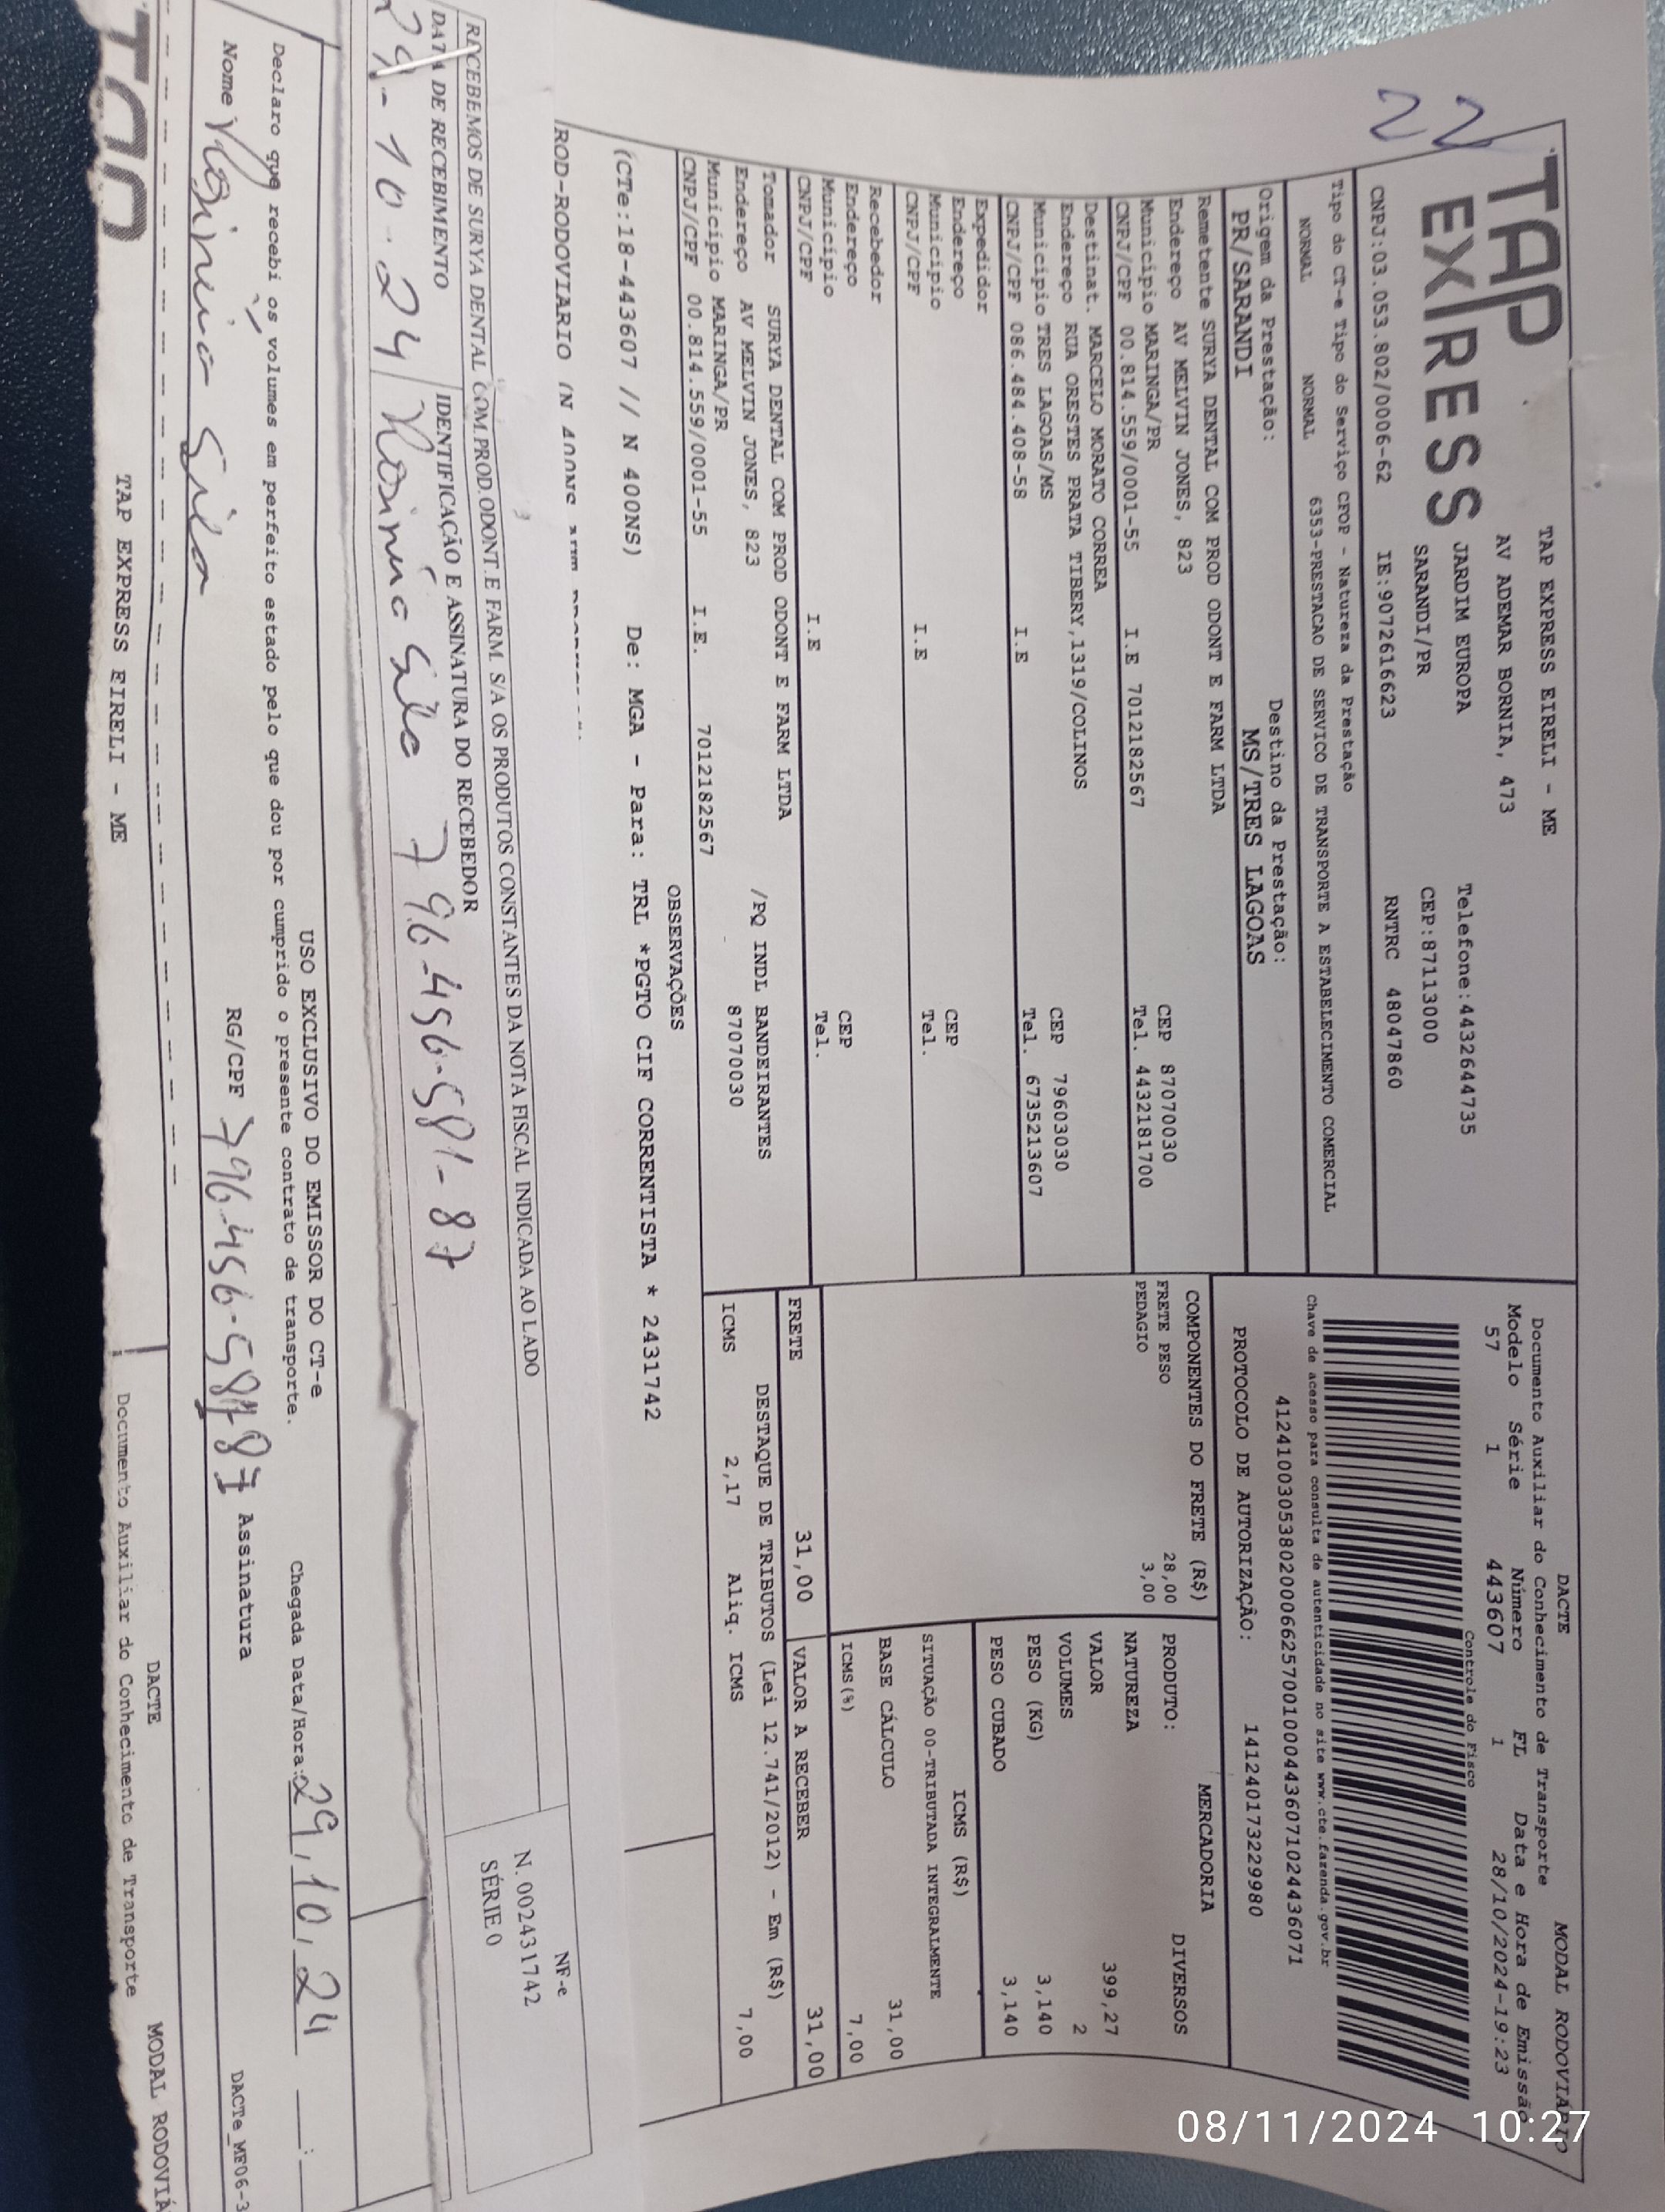 22
TAP EXPRESS
TAP EXPRESS EIRELI - ME
AV ADEMAR BORNIA, 473
JARDIM EUROPA Telefone:4432644735
SARANDI/PR CEP:87113000
CNPJ:03.053.802/0006-62 IE:9072616623 RNTRC 48047860
Tipo do CT-e Tipo do Serviço CFOP - Natureza da Prestação
NORMAL NORMAL 6353-PRESTACAO DE SERVICO DE TRANSPORTE A ESTABELECIMENTO COMERCIAL
Origem da Prestação: Destino da Prestação:
PR/SARANDI MS/TRES LAGOAS
DACTE MODAL RODOVIÁRIO
Documento Auxiliar do Conhecimento de Transporte
Modelo Série Número FL Data e Hora de Emissão
57 1 443607 1 28/10/2024-19:23
Controle do Fisco
Chave de acesso para consulta de autenticidade no site www.cte.fazenda.gov.br
41241003053802000662570010004436071024436071
PROTOCOLO DE AUTORIZAÇÃO: 141240173229980
Remetente SURYA DENTAL COM PROD ODONT E FARM LTDA
Endereço AV MELVIN JONES, 823 CEP 87070030
Município MARINGA/PR Tel. 4432181700
CNPJ/CPF 00.814.559/0001-55 I.E 7012182567
Destinat. MARCELO MORATO CORREA
Endereço RUA ORESTES PRATA TIBERY,1319/COLINOS CEP 79603030
Município TRES LAGOAS/MS Tel. 6735213607
CNPJ/CPF 086.484.408-58 I.E
Expedidor
Endereço CEP
Município Tel.
CNPJ/CPF I.E
Recebedor
Endereço CEP
Município Tel.
CNPJ/CPF I.E
Tomador SURYA DENTAL COM PROD ODONT E FARM LTDA
Endereço AV MELVIN JONES, 823 /PQ INDL BANDEIRANTES
Município MARINGA/PR 87070030
CNPJ/CPF 00.814.559/0001-55 I.E. 7012182567
COMPONENTES DO FRETE (R$)
FRETE PESO 28,00
PEDAGIO 3,00
MERCADORIA
PRODUTO: DIVERSOS
NATUREZA
VALOR 399,27
VOLUMES 2
PESO (KG) 3,140
PESO CUBADO 3,140
ICMS (R$)
SITUAÇÃO 00-TRIBUTADA INTEGRALMENTE
BASE CÁLCULO 31,00
ICMS(%) 7,00
FRETE 31,00 VALOR A RECEBER 31,00
DESTAQUE DE TRIBUTOS (Lei 12.741/2012) - Em (R$)
ICMS 2,17 Aliq. ICMS 7,00
OBSERVAÇÕES
(CTe:18-443607 // N 400NS) De: MGA - Para: TRL *PGTO CIF CORRENTISTA * 2431742
ROD-RODOVIARIO (N 400NS
RECEBEMOS DE SURYA DENTAL COM.PROD.ODONT.E FARM. S/A OS PRODUTOS CONSTANTES DA NOTA FISCAL INDICADA AO LADO
DATA DE RECEBIMENTO IDENTIFICAÇÃO E ASSINATURA DO RECEBEDOR
29-10-24 Rosineia Silva 796.456.581-87
NF-e
N. 002431742
SÉRIE 0
USO EXCLUSIVO DO EMISSOR DO CT-e
Declaro que recebi os volumes em perfeito estado pelo que dou por cumprido o presente contrato de transporte.
Chegada Data/Hora: 29/10/24 __:__
Nome Rosineia Silva RG/CPF 796.456-581-87 Assinatura
DACTe_MF06-3
TAP EXPRESS EIRELI - ME
DACTE MODAL RODOVIÁ
Documento Auxiliar do Conhecimento de Transporte
08/11/2024 10:27